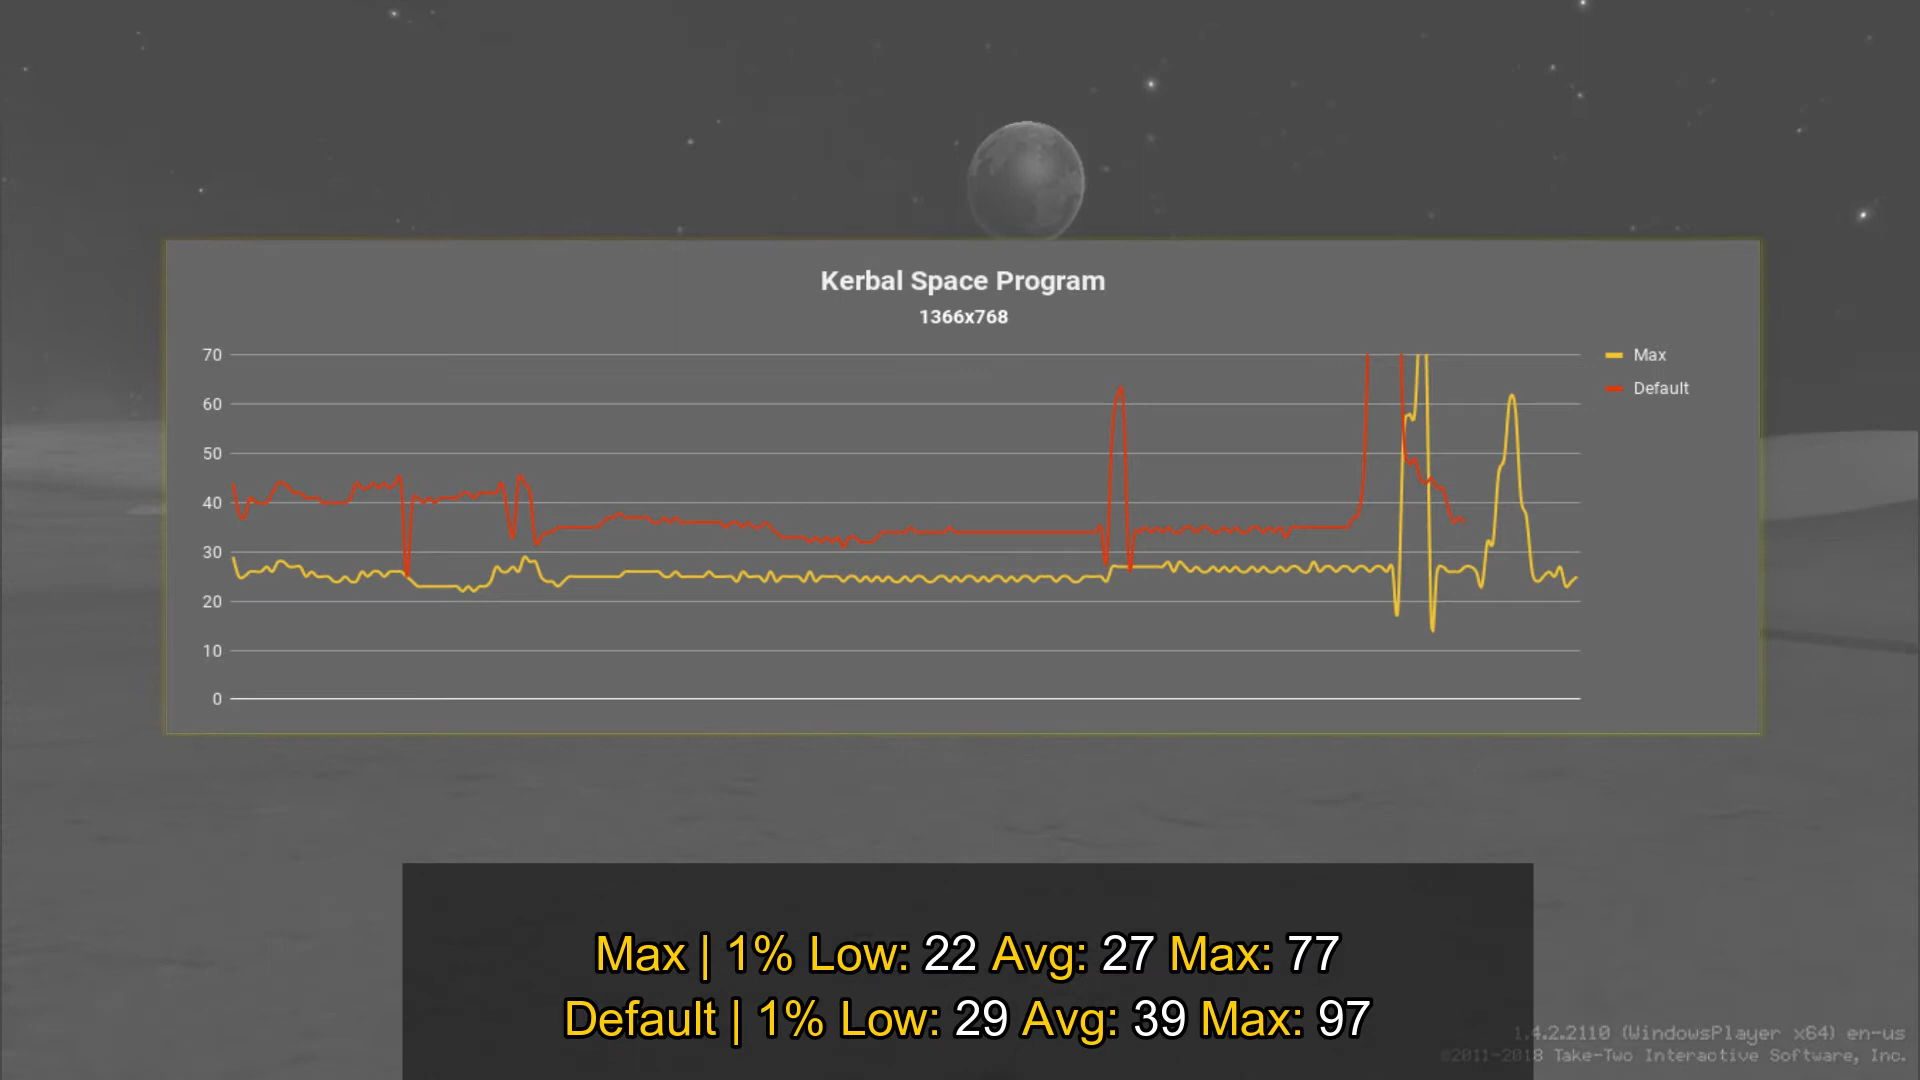 Kerbal Space Program
1366x768
70
60
50
40
30
20
10
0
Max
Default
Max | 1% Low: 22 Avg: 27 Max: 77
Default | 1% Low: 29 Avg: 39 Max: 97
1.4.2.2110 (WindowsPlayer x64) en-us
©2011-2018 Take-Two Interactive Software, Inc.